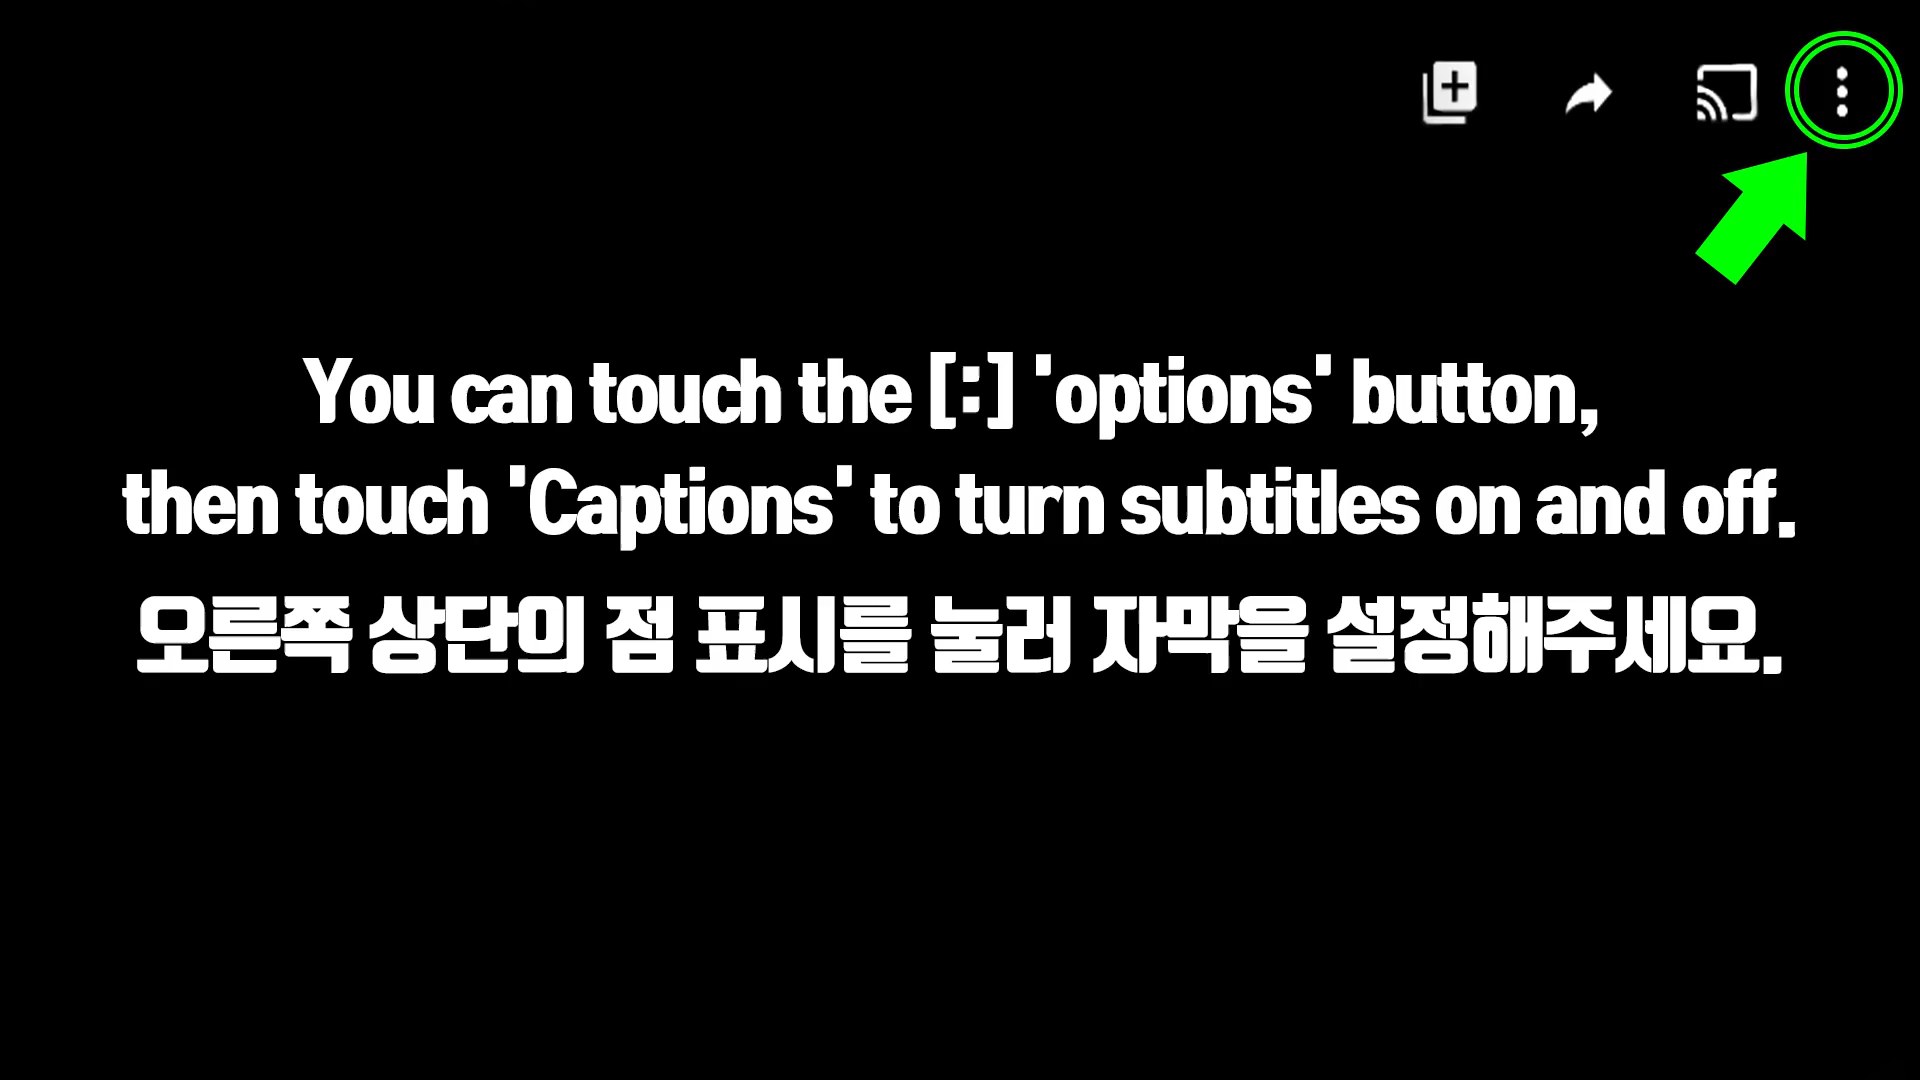 You can touch the [:] 'options' button,
then touch 'Captions' to turn subtitles on and off.
오른쪽 상단의 점 표시를 눌러 자막을 설정해주세요.